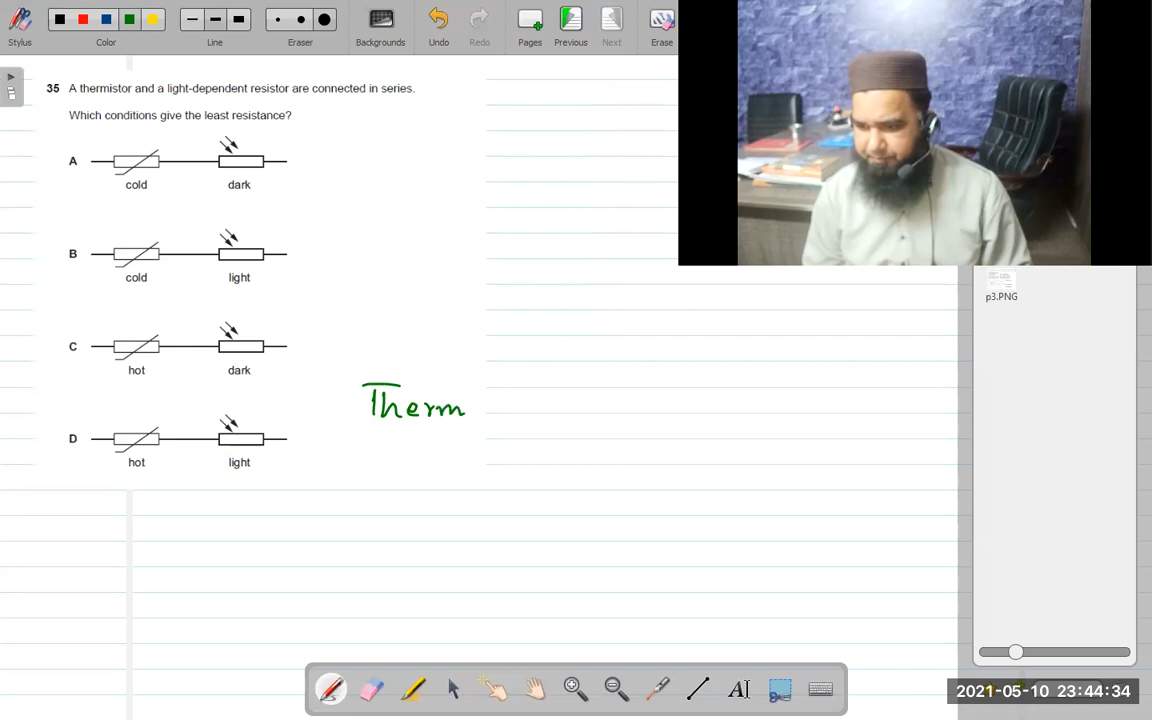 Stylus
Color
Line
Eraser
Backgrounds
Undo
Redo
Pages
Previous
Next
Erase
35 A thermistor and a light-dependent resistor are connected in series.
Which conditions give the least resistance?
A
cold dark
B
cold light
C
hot dark
Therm
D
hot light
p3.PNG
2021-05-10 23:44:34